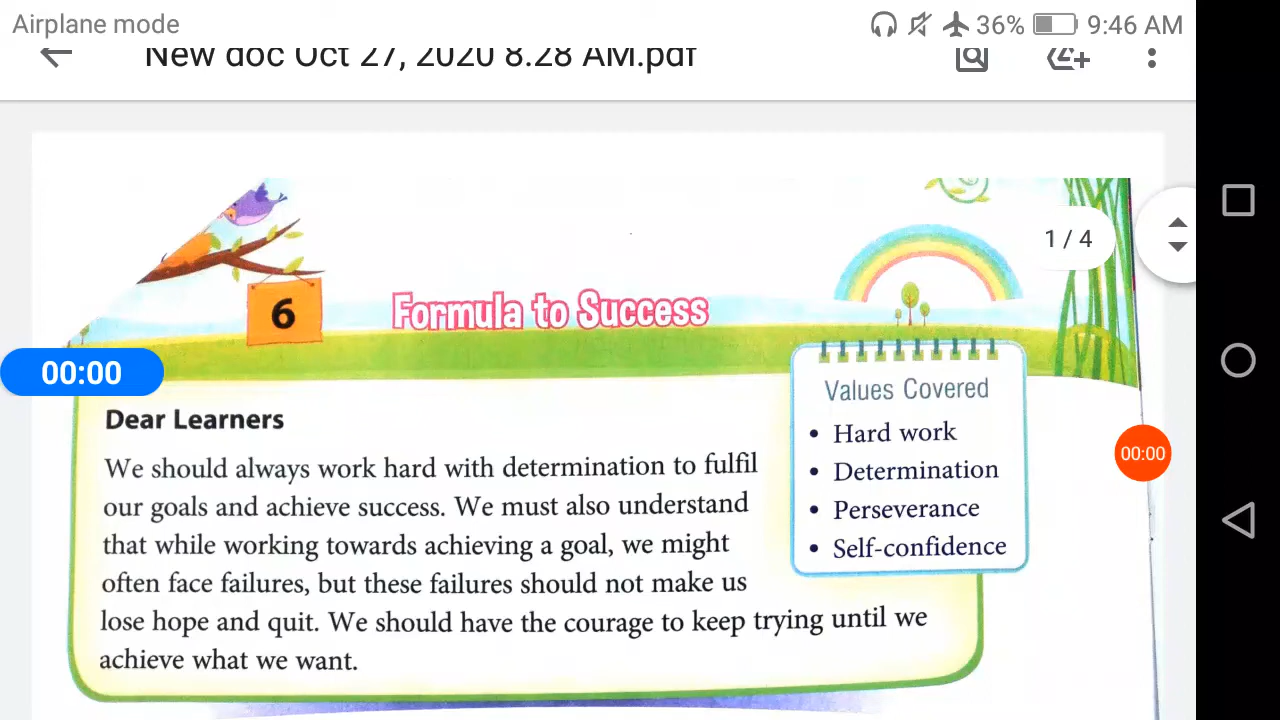 Airplane mode
36% 9:46 AM
New doc Oct 27, 2020 8.28 AM.pdf
1 / 4
6
Formula to Success
00:00
Values Covered
• Hard work
• Determination
• Perseverance
• Self-confidence
00:00
Dear Learners
We should always work hard with determination to fulfil
our goals and achieve success. We must also understand
that while working towards achieving a goal, we might
often face failures, but these failures should not make us
lose hope and quit. We should have the courage to keep trying until we
achieve what we want.